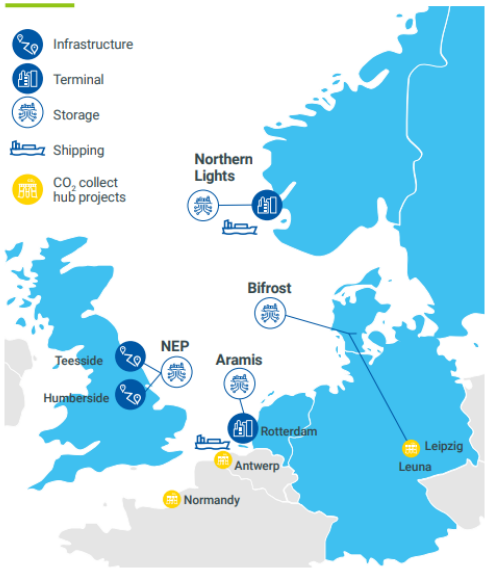 Infrastructure
Terminal
Storage
Shipping
CO₂ collect
hub projects
Northern
Lights
Bifrost
NEP
Teesside
Aramis
Humberside
Rotterdam
Leipzig
Antwerp
Leuna
Normandy